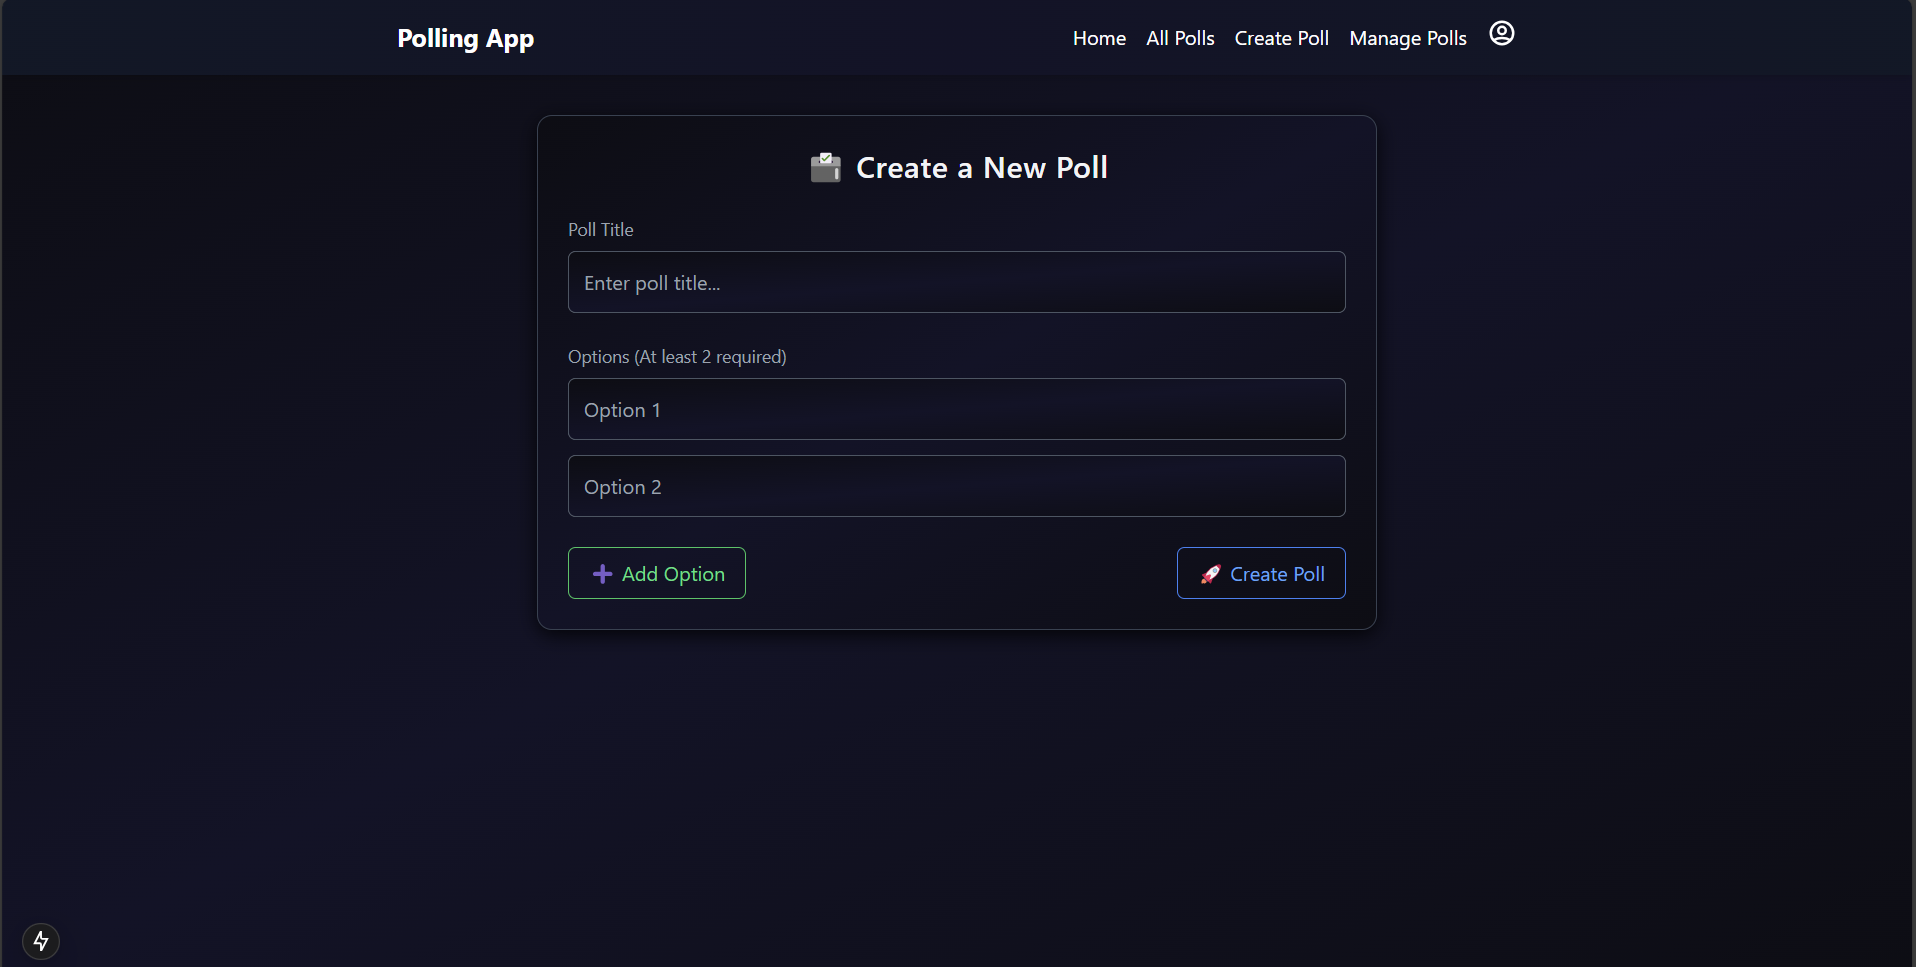 Polling App
Home All Polls Create Poll Manage Polls
Create a New Poll
Poll Title
Enter poll title...
Options (At least 2 required)
Option 1
Option 2
Add Option
Create Poll